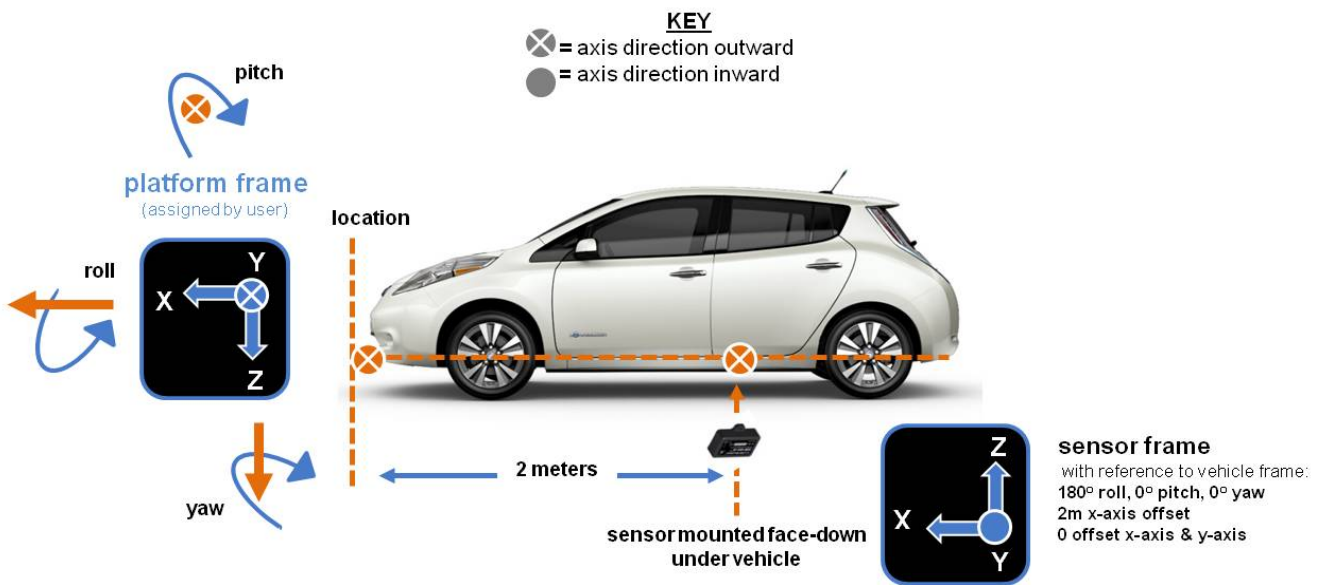 KEY
= axis direction outward
= axis direction inward
pitch
platform frame
(assigned by user)
location
roll
Y
X
Z
yaw
2 meters
sensor mounted face-down
under vehicle
Z
X
Y
sensor frame
with reference to vehicle frame:
180º roll, 0º pitch, 0º yaw
2m x-axis offset
0 offset x-axis & y-axis